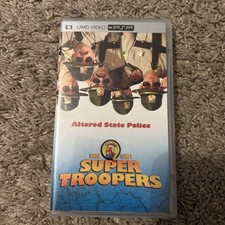 UMD VIDEO PSP
Altered State Police
SUPER
TROOPERS